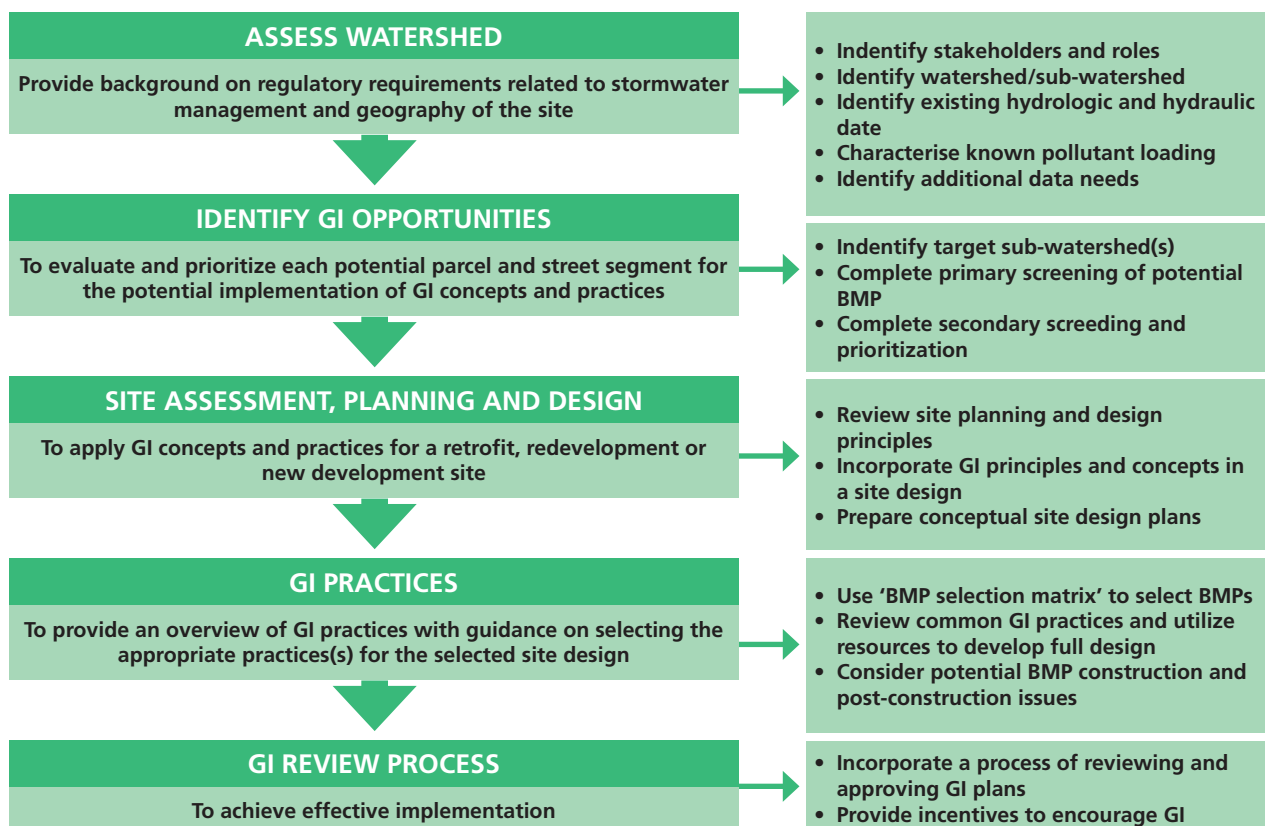 ASSESS WATERSHED
Provide background on regulatory requirements related to stormwater
management and geography of the site
• Indentify stakeholders and roles
• Identify watershed/sub-watershed
• Identify existing hydrologic and hydraulic
date
• Characterise known pollutant loading
• Identify additional data needs
IDENTIFY GI OPPORTUNITIES
To evaluate and prioritize each potential parcel and street segment for
the potential implementation of GI concepts and practices
• Indentify target sub-watershed(s)
• Complete primary screening of potential
BMP
• Complete secondary screeding and
prioritization
SITE ASSESSMENT, PLANNING AND DESIGN
To apply GI concepts and practices for a retrofit, redevelopment or
new development site
• Review site planning and design
principles
• Incorporate GI principles and concepts in
a site design
• Prepare conceptual site design plans
GI PRACTICES
To provide an overview of GI practices with guidance on selecting the
appropriate practices(s) for the selected site design
• Use ‘BMP selection matrix’ to select BMPs
• Review common GI practices and utilize
resources to develop full design
• Consider potential BMP construction and
post-construction issues
GI REVIEW PROCESS
To achieve effective implementation
• Incorporate a process of reviewing and
approving GI plans
• Provide incentives to encourage GI